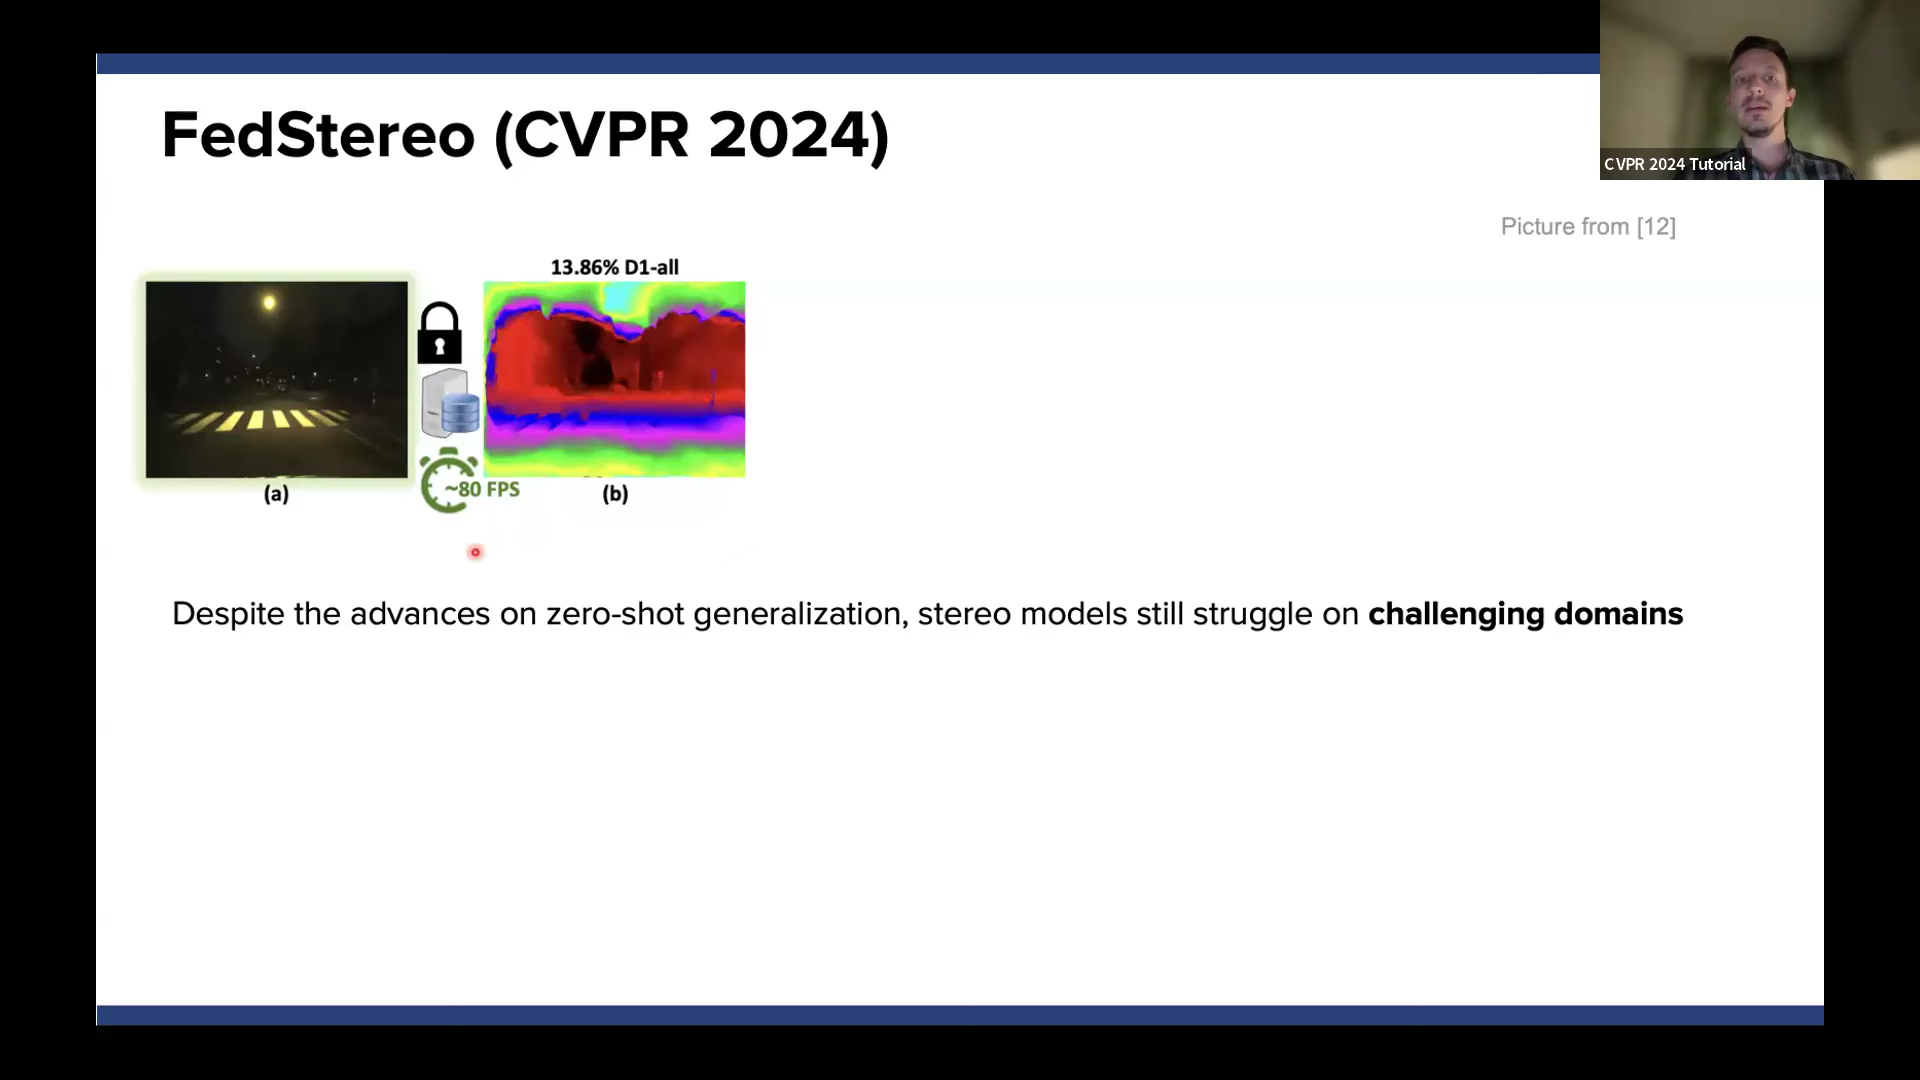 FedStereo (CVPR 2024)
CVPR 2024 Tutorial
Picture from [12]
13.86% D1-all
~80 FPS
(a)
(b)
Despite the advances on zero-shot generalization, stereo models still struggle on challenging domains